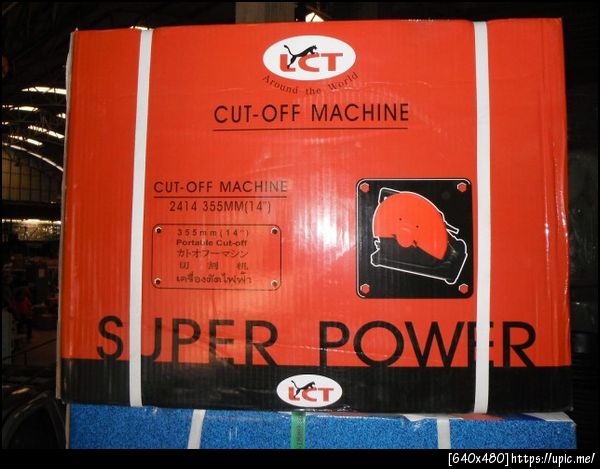 LCT
Around the World
CUT-OFF MACHINE
CUT-OFF MACHINE
2414 355MM(14")
355mm(14")
Portable Cut-off
カトオフーマシン
切割机
เครื่องตัดไฟฟ้า
SUPER POWER
LCT
[640x480]https://upic.me/